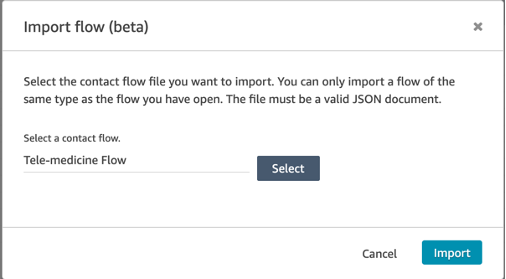 Import flow (beta)
Select the contact flow file you want to import. You can only import a flow of the
same type as the flow you have open. The file must be a valid JSON document.
Select a contact flow.
Tele-medicine Flow
Select
Cancel
Import